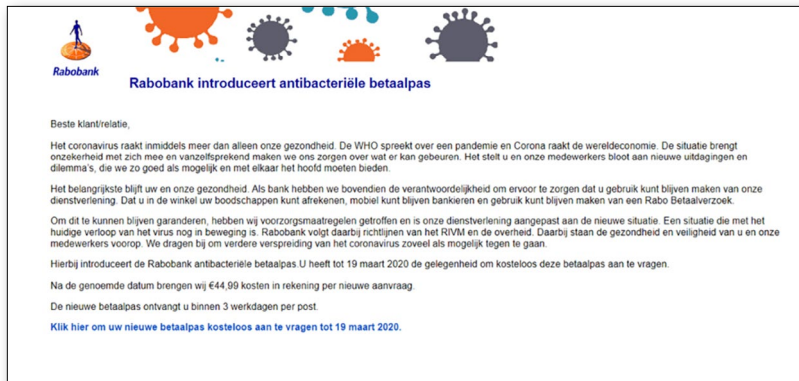 Rabobank
Rabobank introduceert antibacteriële betaalpas
Beste klant/relatie,
Het coronavirus raakt inmiddels meer dan alleen onze gezondheid. De WHO spreekt over een pandemie en Corona raakt de wereldeconomie. De situatie brengt
onzekerheid met zich mee en vanzelfsprekend maken we ons zorgen over wat er kan gebeuren. Het stelt u en onze medewerkers bloot aan nieuwe uitdagingen en
dilemma's, die we zo goed als mogelijk en met elkaar het hoofd moeten bieden.
Het belangrijkste blijft uw en onze gezondheid. Als bank hebben we bovendien de verantwoordelijkheid om ervoor te zorgen dat u gebruik kunt blijven maken van onze
dienstverlening. Dat u in de winkel uw boodschappen kunt afrekenen, mobiel kunt blijven bankieren en gebruik kunt blijven maken van een Rabo Betaalverzoek.
Om dit te kunnen blijven garanderen, hebben wij voorzorgsmaatregelen getroffen en is onze dienstverlening aangepast aan de nieuwe situatie. Een situatie die met het
huidige verloop van het virus nog in beweging is. Rabobank volgt daarbij richtlijnen van het RIVM en de overheid. Daarbij staan de gezondheid en veiligheid van u en onze
medewerkers voorop. We dragen bij om verdere verspreiding van het coronavirus zoveel als mogelijk tegen te gaan.
Hierbij introduceert de Rabobank antibacteriële betaalpas.U heeft tot 19 maart 2020 de gelegenheid om kosteloos deze betaalpas aan te vragen.
Na de genoemde datum brengen wij €44,99 kosten in rekening per nieuwe aanvraag.
De nieuwe betaalpas ontvangt u binnen 3 werkdagen per post.
Klik hier om uw nieuwe betaalpas kosteloos aan te vragen tot 19 maart 2020.